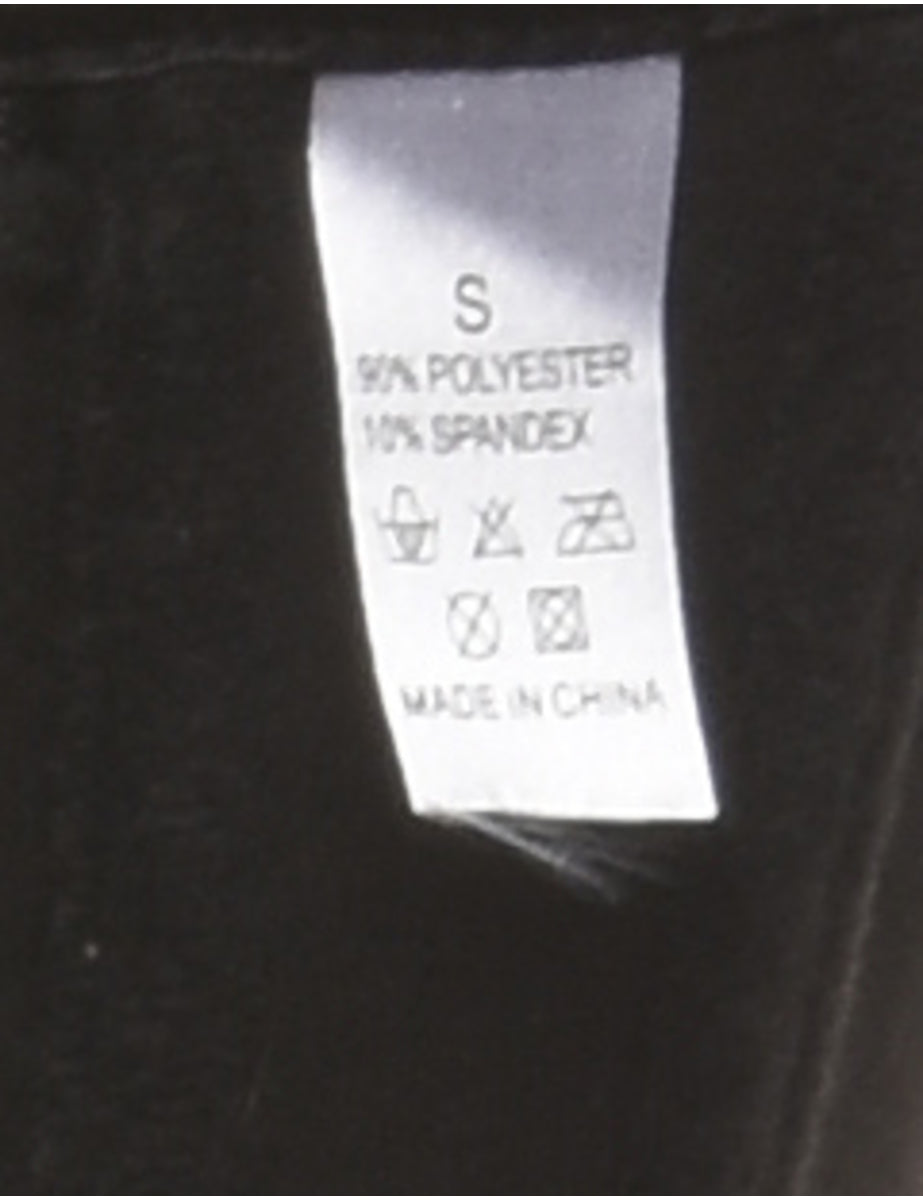 S
90% POLYESTER
10% SPANDEX
MADE IN CHINA